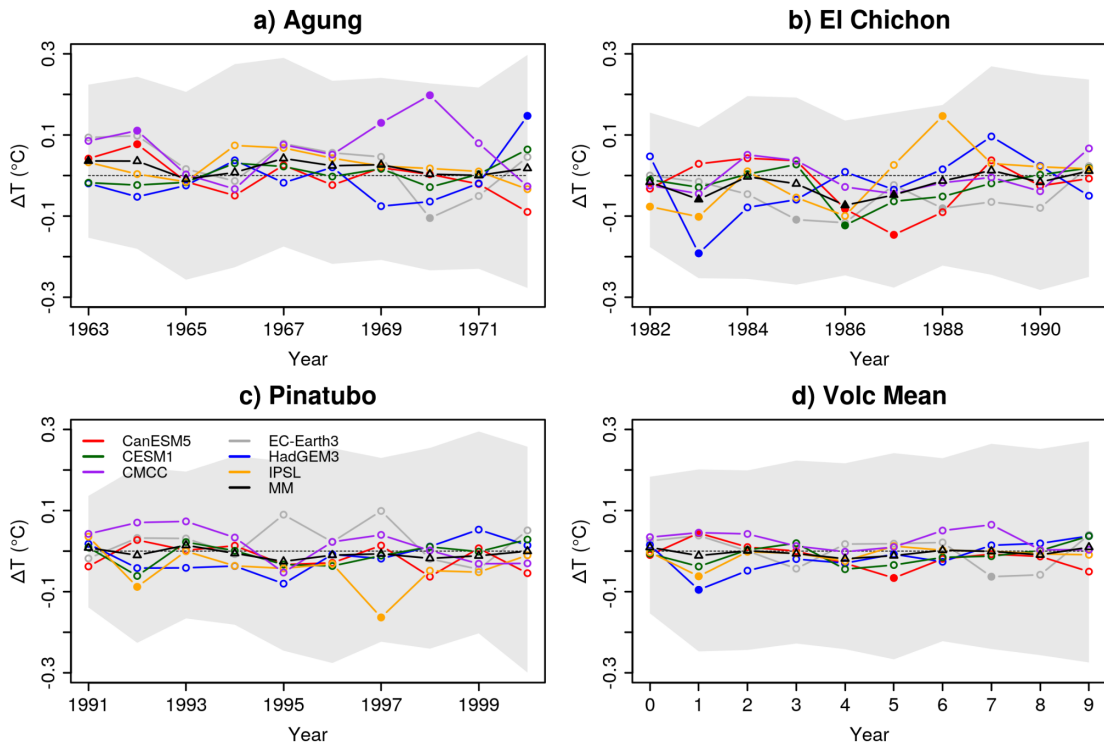 a) Agung
ΔT (°C)
0.3
0.1
-0.1
-0.3
1963
1965
1967
1969
1971
Year
b) El Chichon
ΔT (°C)
0.3
0.1
-0.1
-0.3
1982
1984
1986
1988
1990
Year
c) Pinatubo
ΔT (°C)
0.3
0.1
-0.1
-0.3
CanESM5
CESM1
CMCC
EC-Earth3
HadGEM3
IPSL
MM
1991
1993
1995
1997
1999
Year
d) Volc Mean
ΔT (°C)
0.3
0.1
-0.1
-0.3
0 1 2 3 4 5 6 7 8 9
Year